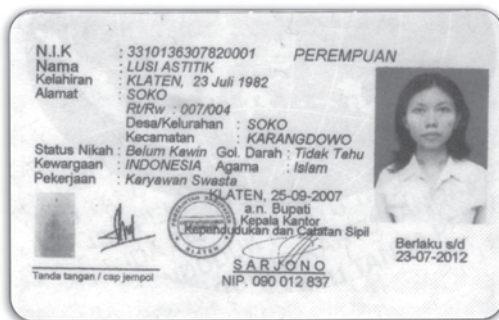 N.I.K : 3310136307820001 PEREMPUAN
Nama : LUSI ASTITIK
Kelahiran : KLATEN, 23 Juli 1982
Alamat : SOKO
Rt/Rw : 007/004
Desa/Kelurahan : SOKO
Kecamatan : KARANGDOWO
Status Nikah : Belum Kawin Gol. Darah : Tidak Tahu
Kewargaan : INDONESIA Agama : Islam
Pekerjaan : Karyawan Swasta
KLATEN, 25-09-2007
a.n. Bupati
Kepala Kantor
Kependudukan dan Catatan Sipil
KLATEN
SARJONO
NIP. 090 012 837
Tanda tangan / cap jempol
Berlaku s/d
23-07-2012